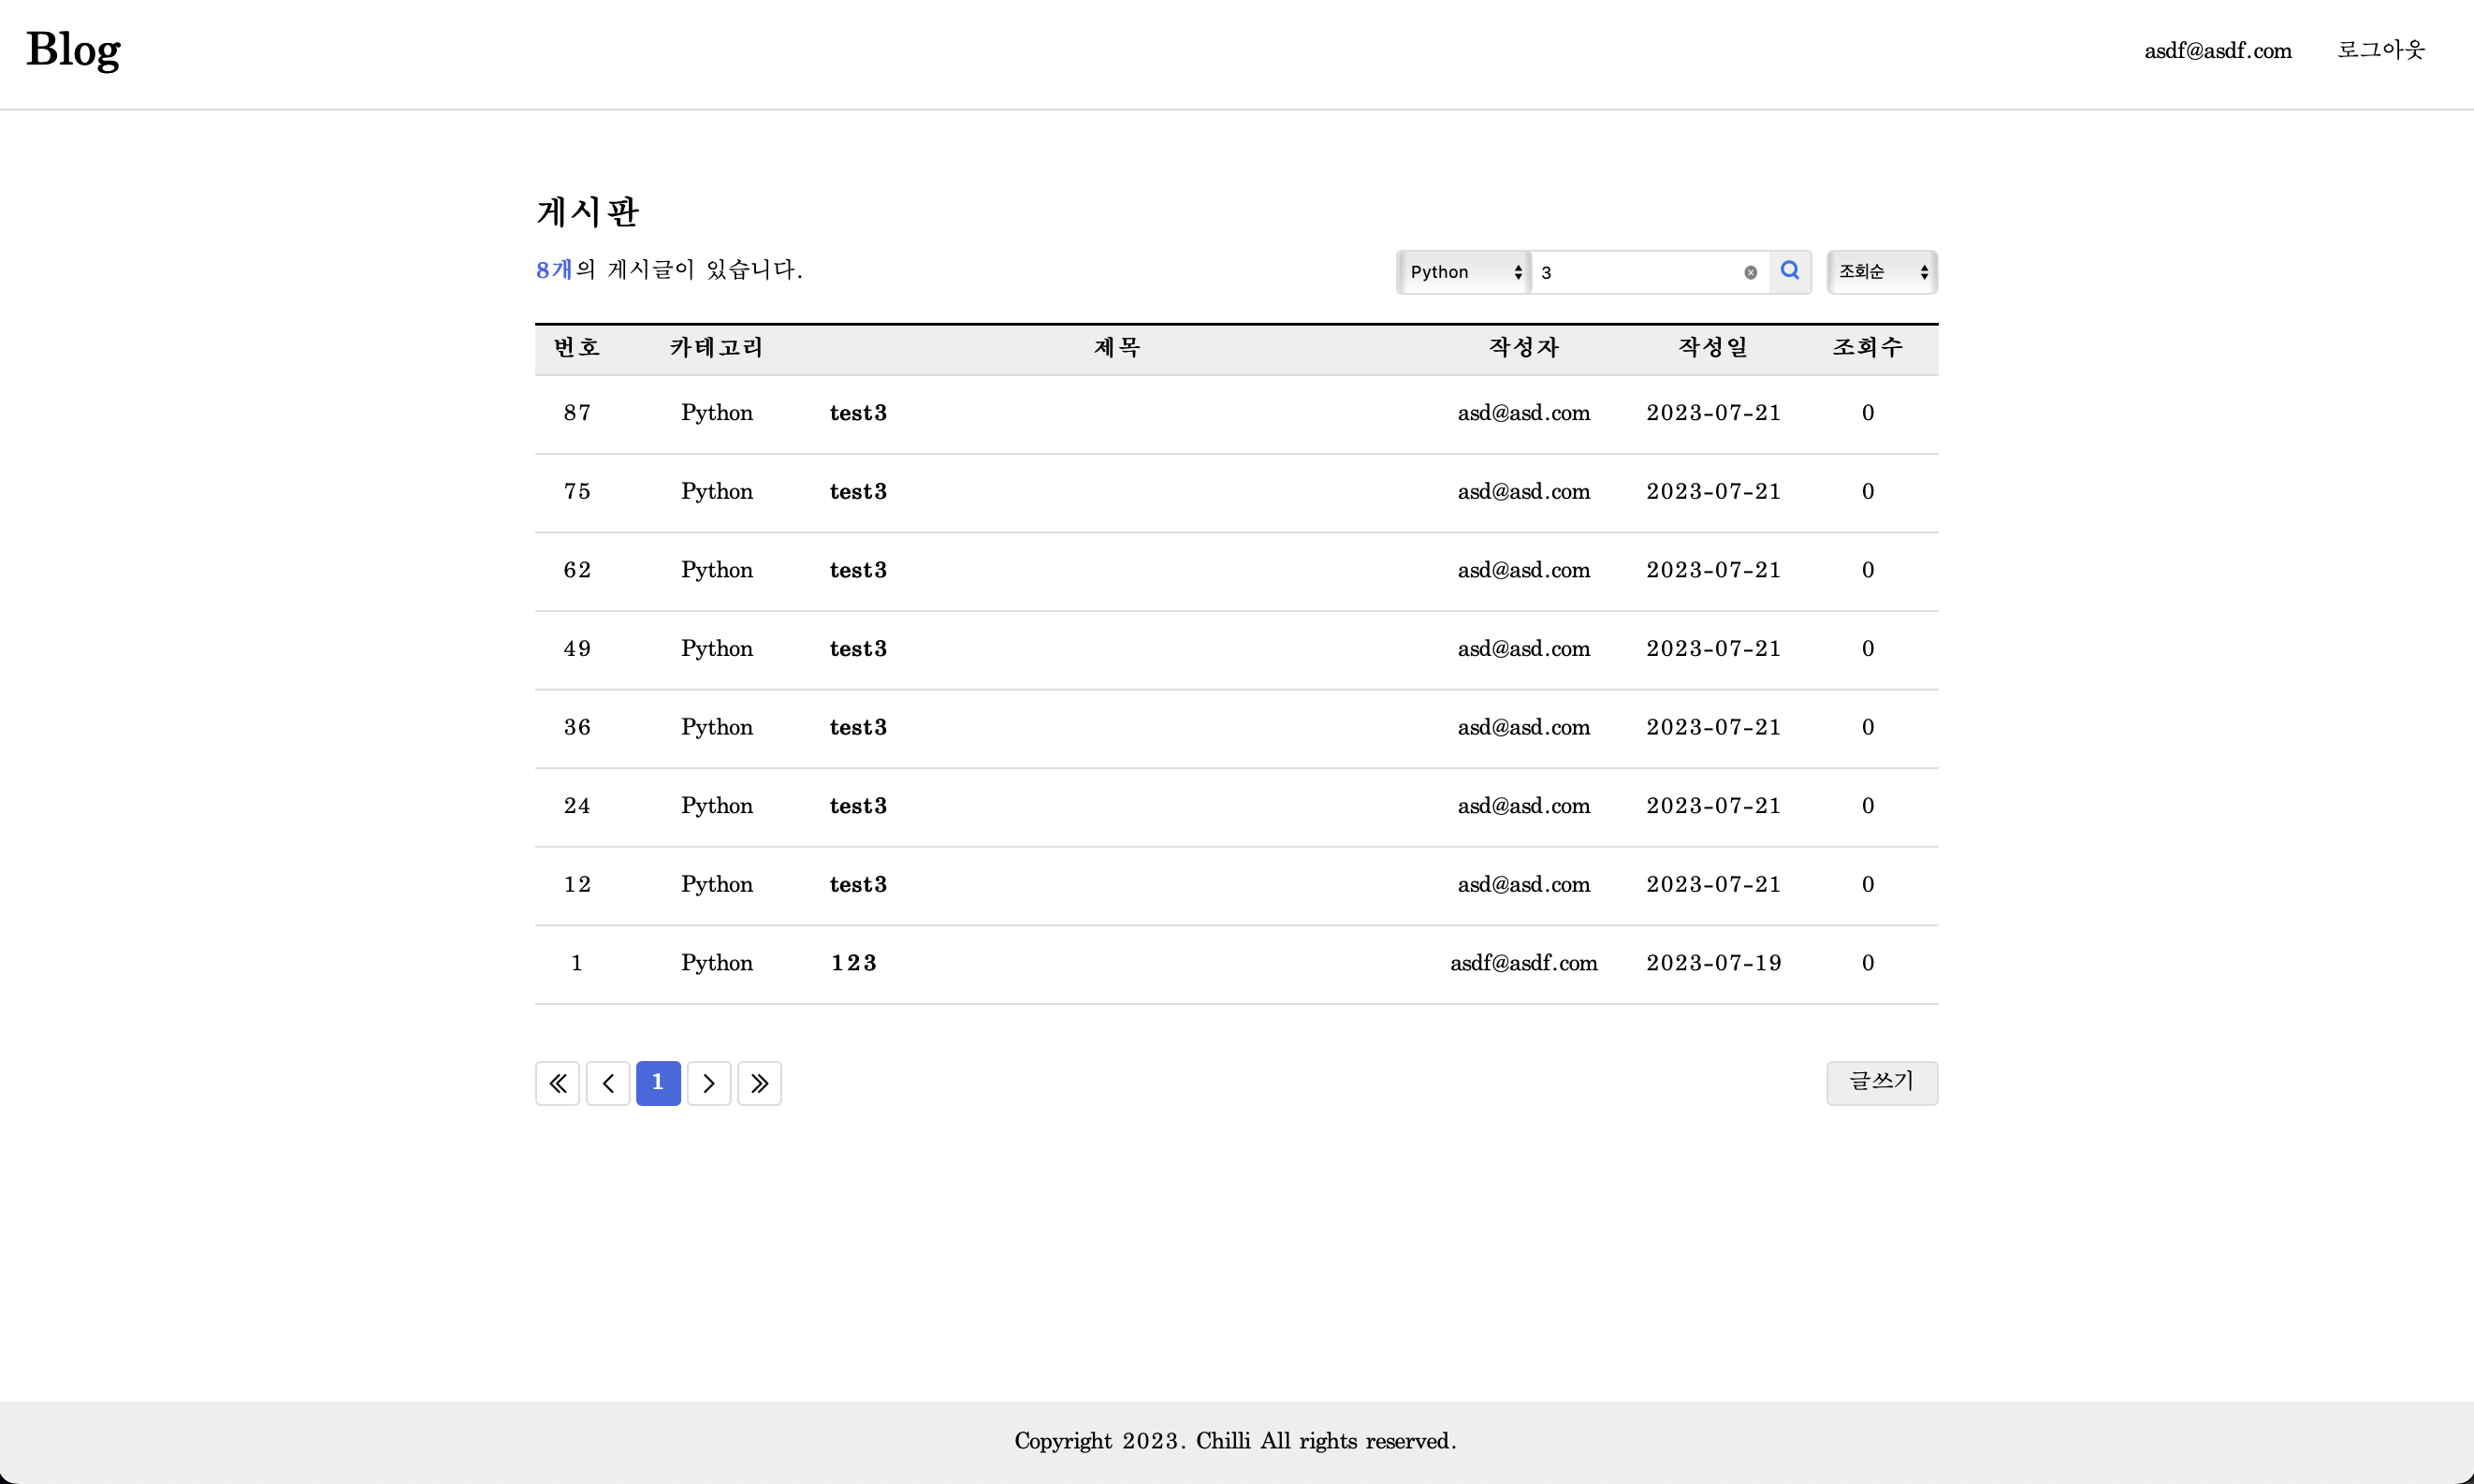 Blog asdf@asdf.com 로그아웃
게시판
8개의 게시글이 있습니다. Python 3 조회순
번호 카테고리 제목 작성자 작성일 조회수
87 Python test3 asd@asd.com 2023-07-21 0
75 Python test3 asd@asd.com 2023-07-21 0
62 Python test3 asd@asd.com 2023-07-21 0
49 Python test3 asd@asd.com 2023-07-21 0
36 Python test3 asd@asd.com 2023-07-21 0
24 Python test3 asd@asd.com 2023-07-21 0
12 Python test3 asd@asd.com 2023-07-21 0
1 Python 123 asdf@asdf.com 2023-07-19 0
1 글쓰기
Copyright 2023. Chilli All rights reserved.